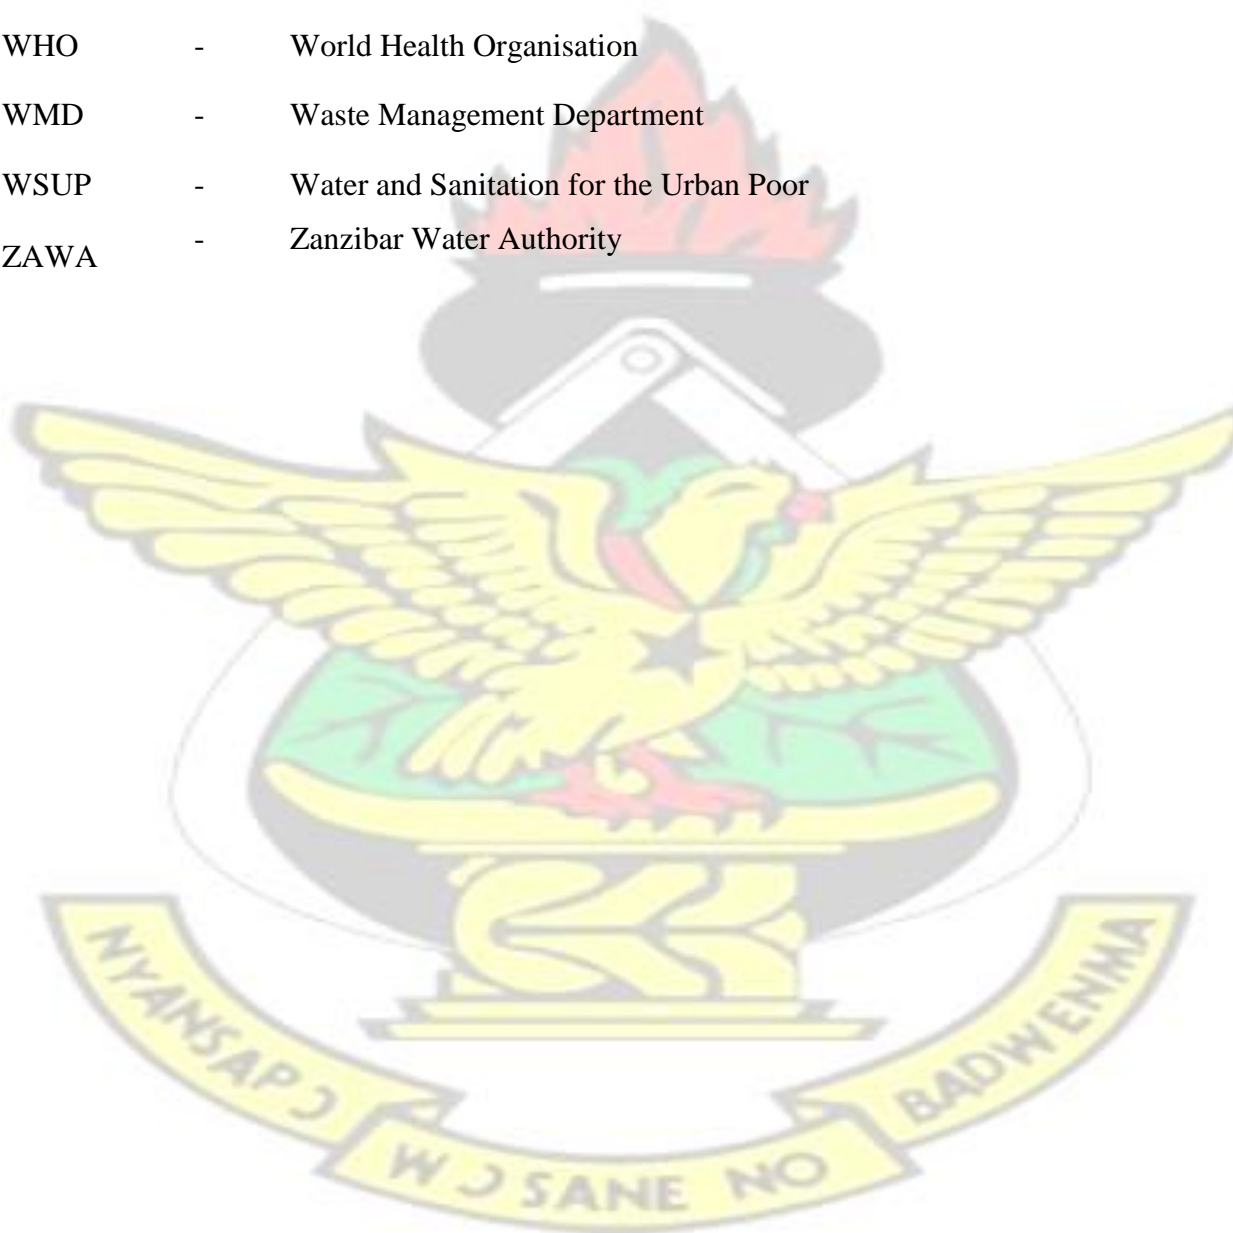 WHO - World Health Organisation
WMD - Waste Management Department
WSUP - Water and Sanitation for the Urban Poor
ZAWA - Zanzibar Water Authority
NYANSAPƆ
WƆSANE NO
BADWENMA